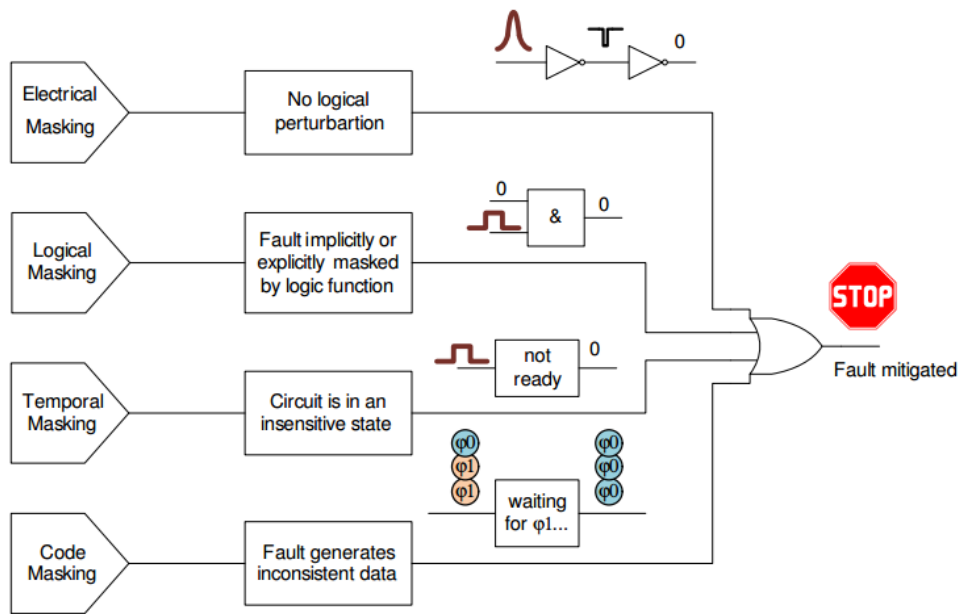 0
Electrical
Masking
No logical
perturbartion
0
0
&
Logical
Masking
Fault implicitly or
explicitly masked
by logic function
STOP
not
ready
0
Fault mitigated
Temporal
Masking
Circuit is in an
insensitive state
φ0
φ1
φ1
φ0
φ0
φ0
waiting
for φ1...
Code
Masking
Fault generates
inconsistent data